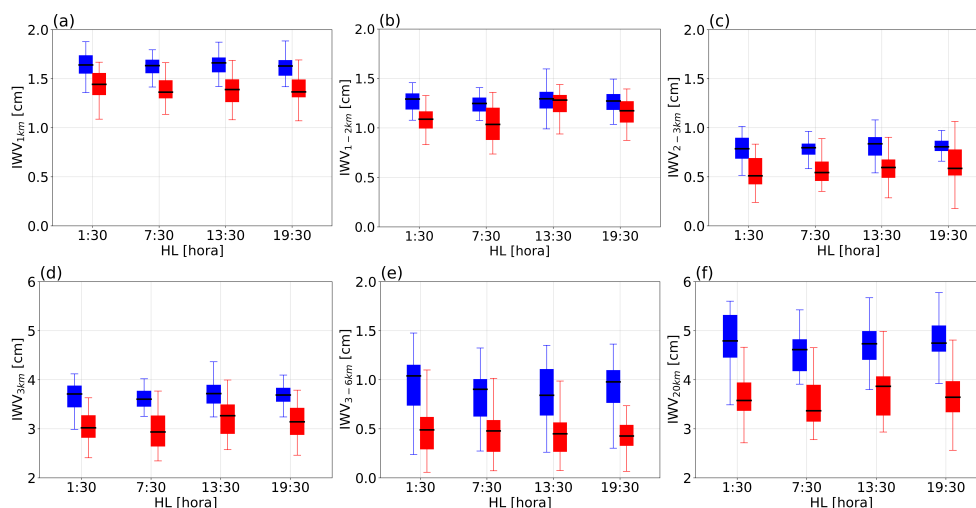 (a)
2.0
1.5
1.0
0.5
0.0
IWV1km [cm]
1:30 7:30 13:30 19:30
HL [hora]
(b)
2.0
1.5
1.0
0.5
0.0
IWV1−2km [cm]
1:30 7:30 13:30 19:30
HL [hora]
(c)
2.0
1.5
1.0
0.5
0.0
IWV2−3km [cm]
1:30 7:30 13:30 19:30
HL [hora]
(d)
6
5
4
3
2
IWV3km [cm]
1:30 7:30 13:30 19:30
HL [hora]
(e)
2.0
1.5
1.0
0.5
0.0
IWV3−6km [cm]
1:30 7:30 13:30 19:30
HL [hora]
(f)
6
5
4
3
2
IWV20km [cm]
1:30 7:30 13:30 19:30
HL [hora]